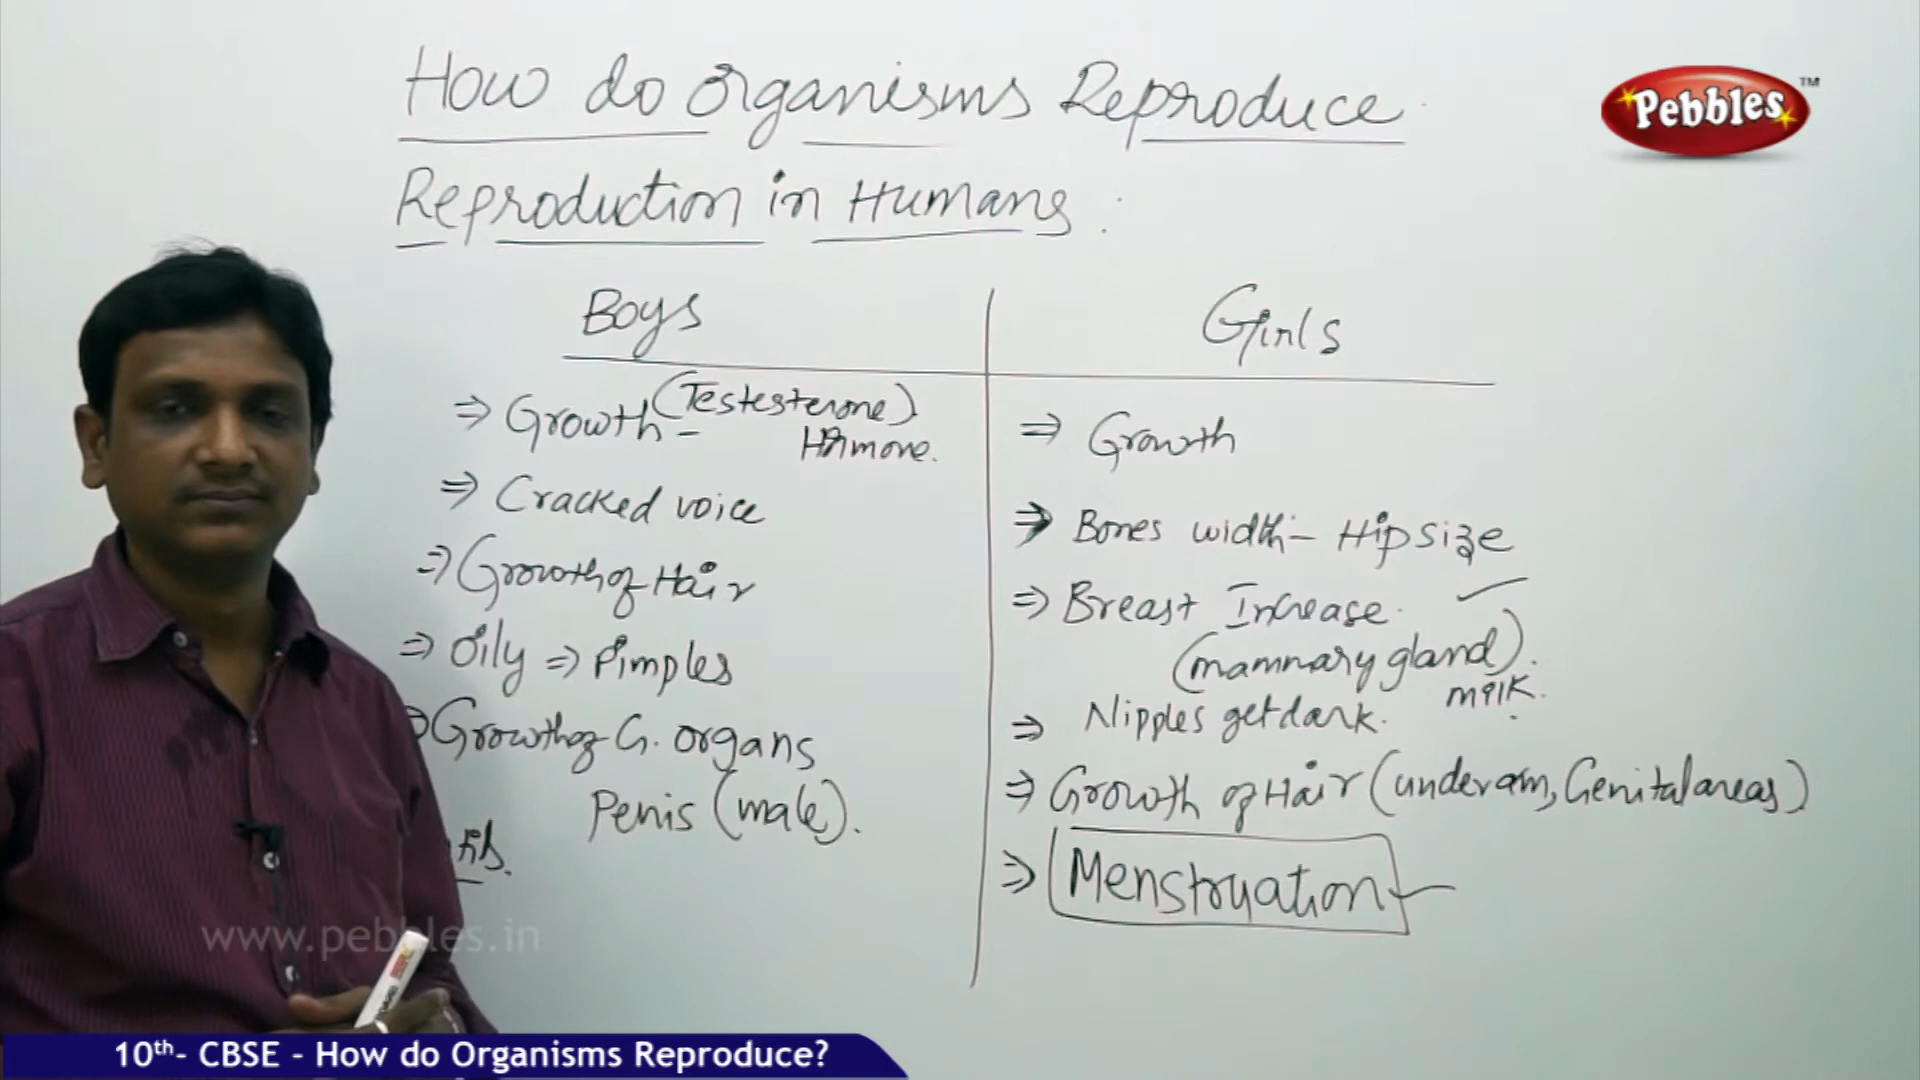 How do organisms Reproduce
Pebbles TM
Reproduction in Humans :
Boys
Girls
⇒ Growth - (Testesterone)
Hormone.
⇒ Cracked voice
⇒ Growth of Hair
⇒ Oily ⇒ Pimples
⇒ Growth of G. organs
Penis (male).
⇒ Growth
⇒ Bones width - Hip size
⇒ Breast Increase.
(mammary gland).
milk.
⇒ Nipples get dark.
⇒ Growth of Hair (underam, Genital areas)
⇒ Menstruation
www.pebbles.in
10th- CBSE - How do Organisms Reproduce?